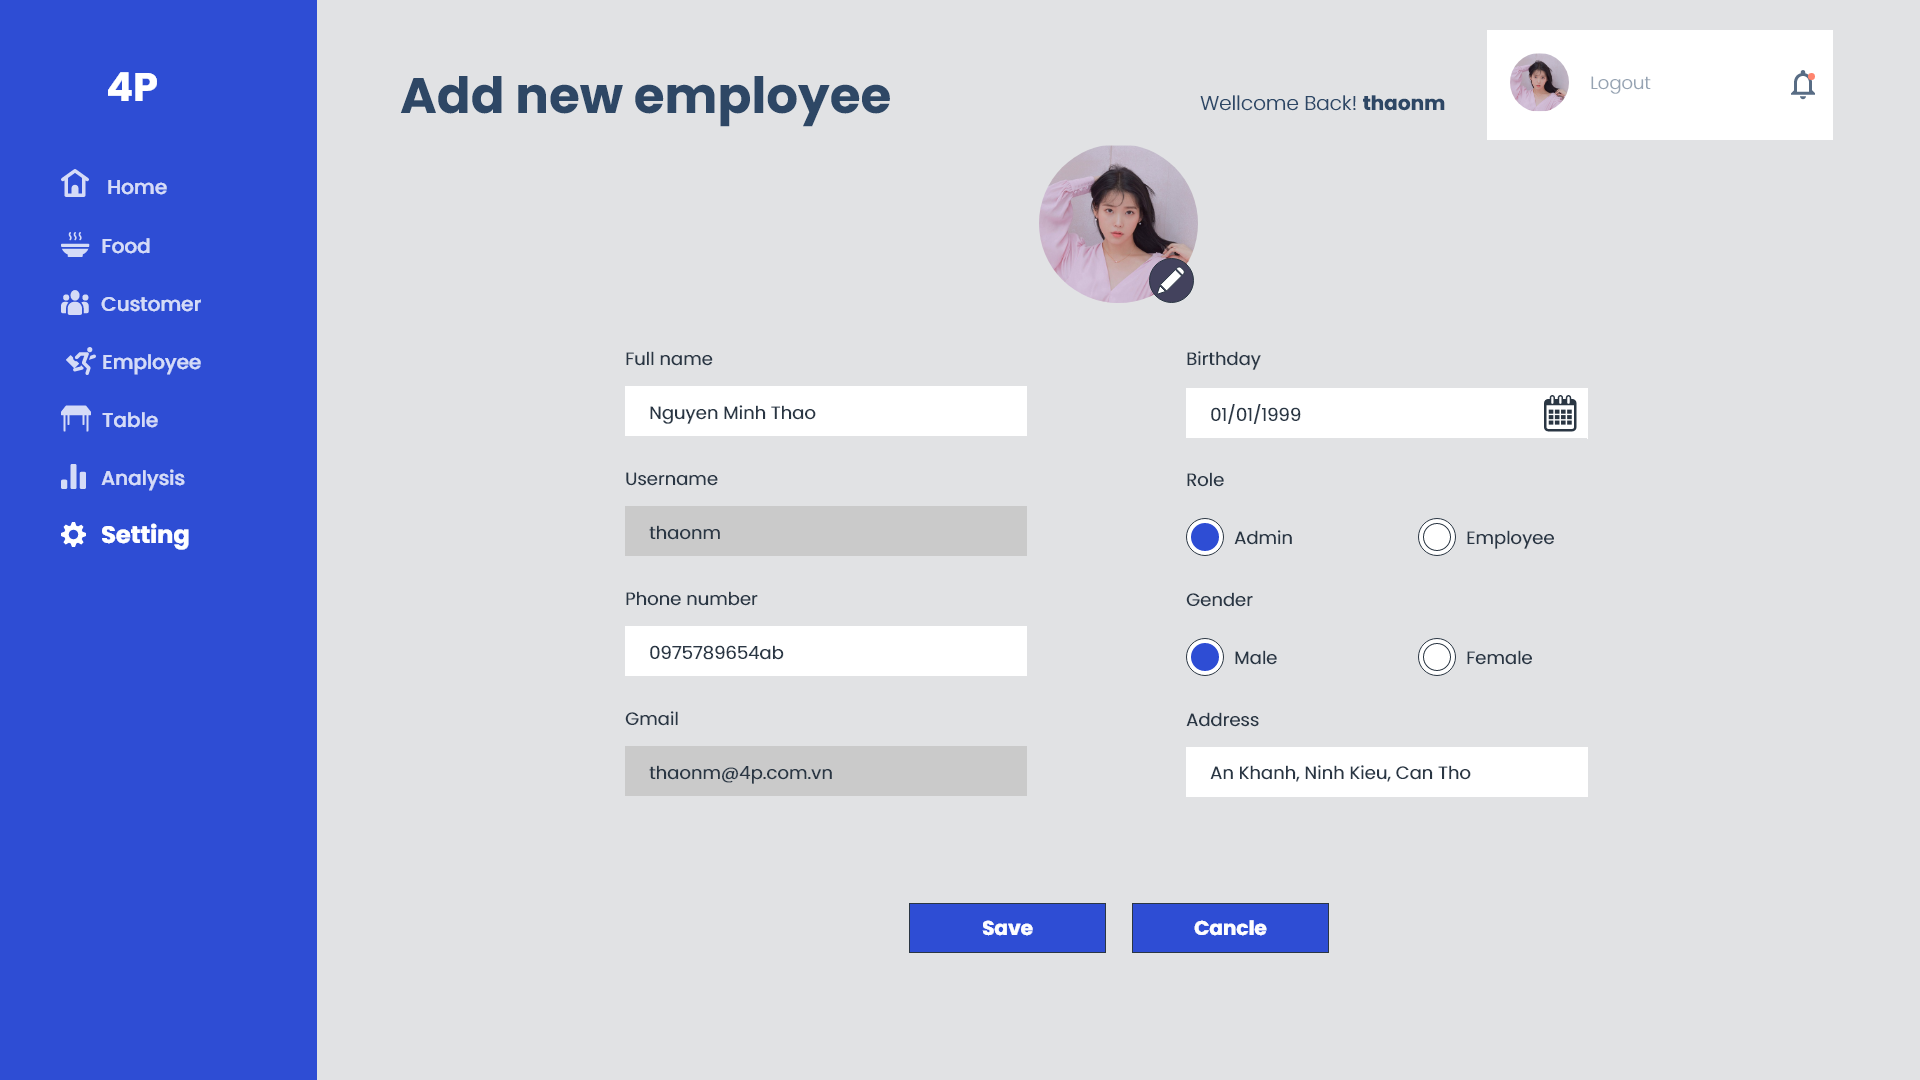 4P
Home
Food
Customer
Employee
Table
Analysis
Setting
Add new employee
Wellcome Back! thaonm
Logout
Full name
Nguyen Minh Thao
Username
thaonm
Phone number
0975789654ab
Gmail
thaonm@4p.com.vn
Birthday
01/01/1999
Role
Admin
Employee
Gender
Male
Female
Address
An Khanh, Ninh Kieu, Can Tho
Save
Cancle